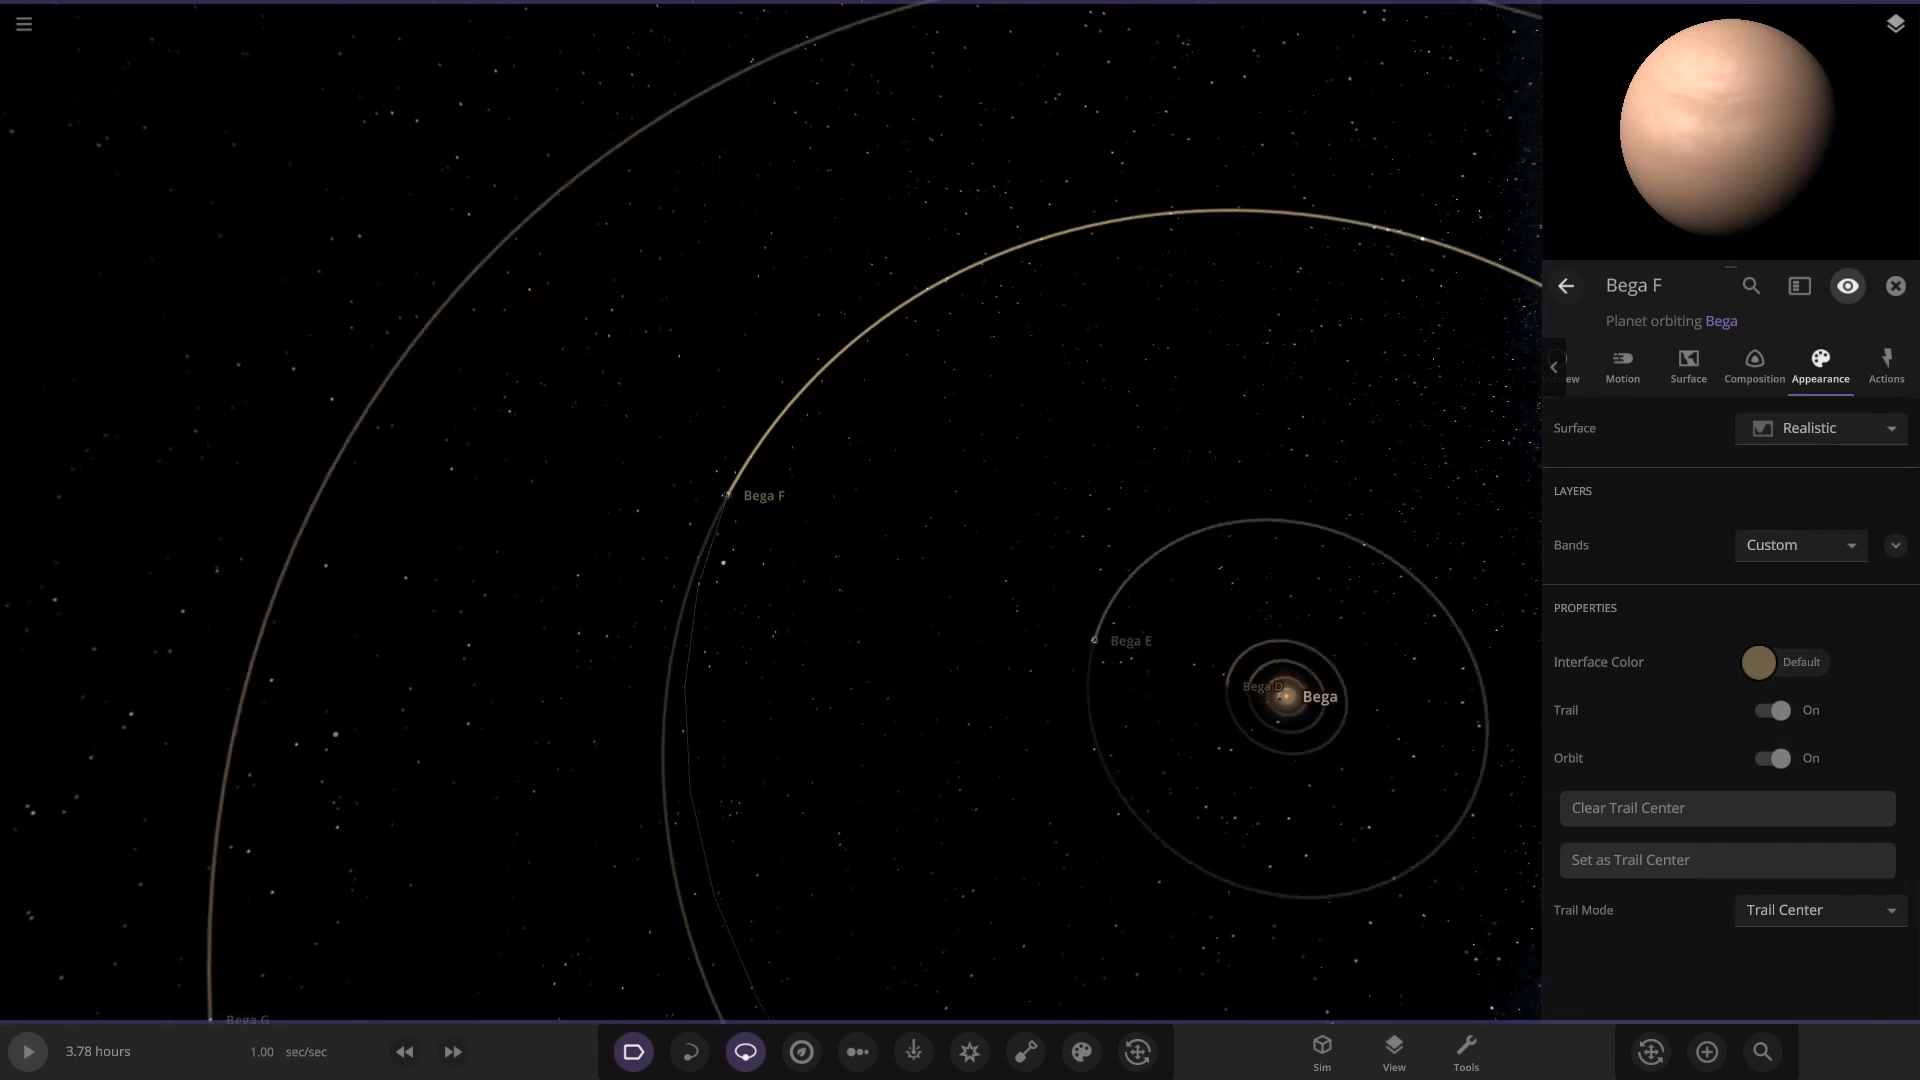 Bega F
Planet orbiting Bega
Motion
Surface
Composition
Appearance
Actions
Surface
Realistic
LAYERS
Bands
Custom
PROPERTIES
Interface Color
Default
Trail
On
Orbit
On
Clear Trail Center
Set as Trail Center
Trail Mode
Trail Center
Bega F
Bega E
Bega D
Bega
Bega G
3.78 hours
1.00 sec/sec
Sim
View
Tools